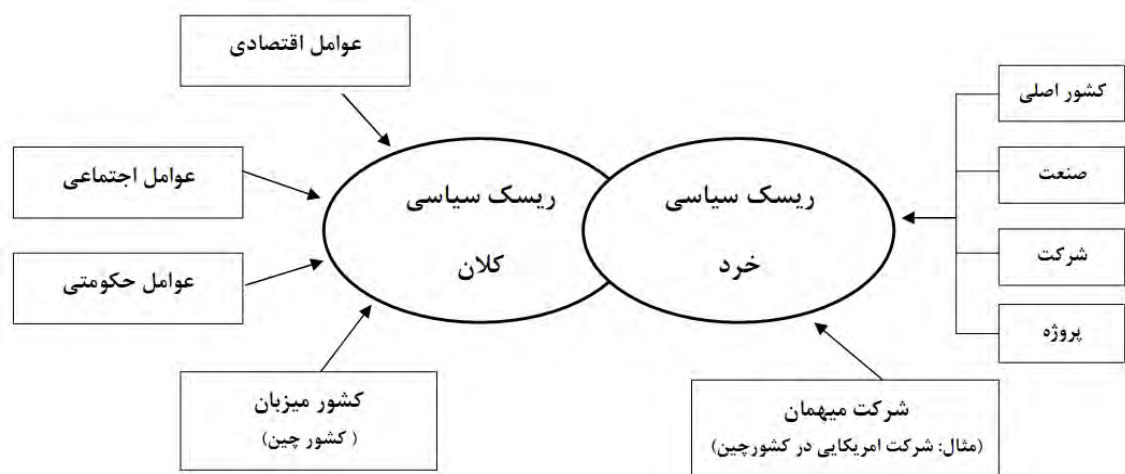 عوامل اقتصادی
عوامل اجتماعی
عوامل حکومتی
کشور میزبان
( کشور چین)
ریسک سیاسی
کلان
ریسک سیاسی
خرد
کشور اصلی
صنعت
شرکت
پروژه
شرکت میهمان
(مثال: شرکت امریکایی در کشورچین)